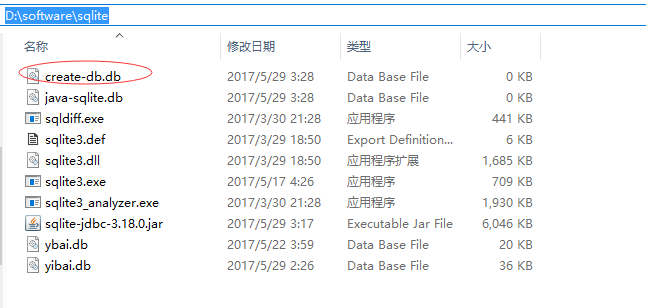 D:\software\sqlite
名称 修改日期 类型 大小
create-db.db 2017/5/29 3:28 Data Base File 0 KB
java-sqlite.db 2017/5/29 3:28 Data Base File 0 KB
sqldiff.exe 2017/3/30 21:28 应用程序 441 KB
sqlite3.def 2017/3/29 18:50 Export Definition... 6 KB
sqlite3.dll 2017/3/29 18:50 应用程序扩展 1,685 KB
sqlite3.exe 2017/5/17 4:26 应用程序 709 KB
sqlite3_analyzer.exe 2017/3/30 21:28 应用程序 1,930 KB
sqlite-jdbc-3.18.0.jar 2017/5/29 3:17 Executable Jar File 6,046 KB
ybai.db 2017/5/22 3:59 Data Base File 20 KB
yibai.db 2017/5/29 2:26 Data Base File 36 KB